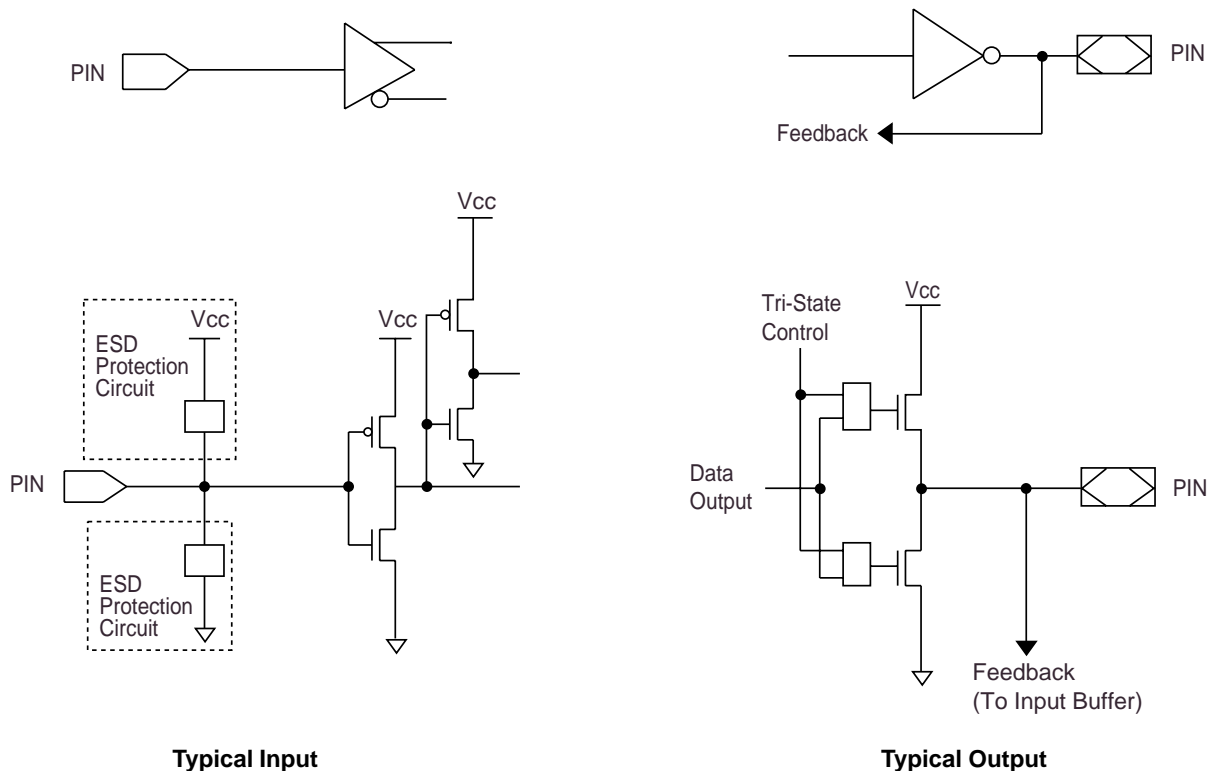 PIN
PIN
Feedback
Vcc
Vcc
Vcc
ESD
Protection
Circuit
PIN
ESD
Protection
Circuit
Tri-State
Control
Vcc
Data
Output
PIN
Feedback
(To Input Buffer)
Typical Input
Typical Output